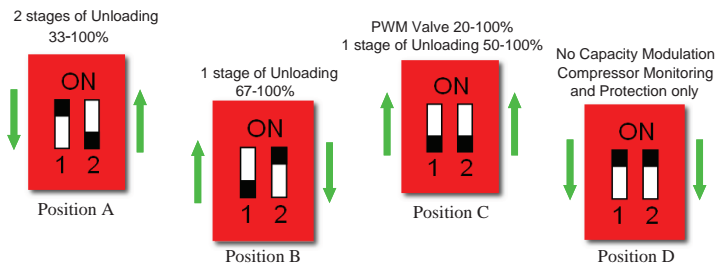 2 stages of Unloading
33-100%
ON
1 2
Position A
1 stage of Unloading
67-100%
ON
1 2
Position B
PWM Valve 20-100%
1 stage of Unloading 50-100%
ON
1 2
Position C
No Capacity Modulation
Compressor Monitoring
and Protection only
ON
1 2
Position D